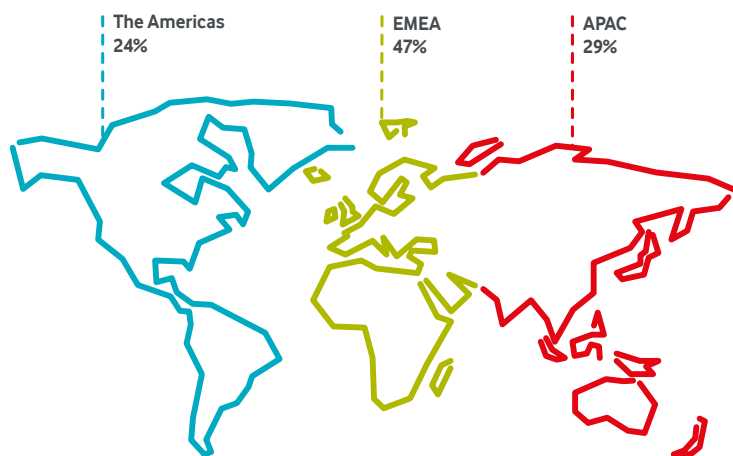 The Americas
24%
EMEA
47%
APAC
29%